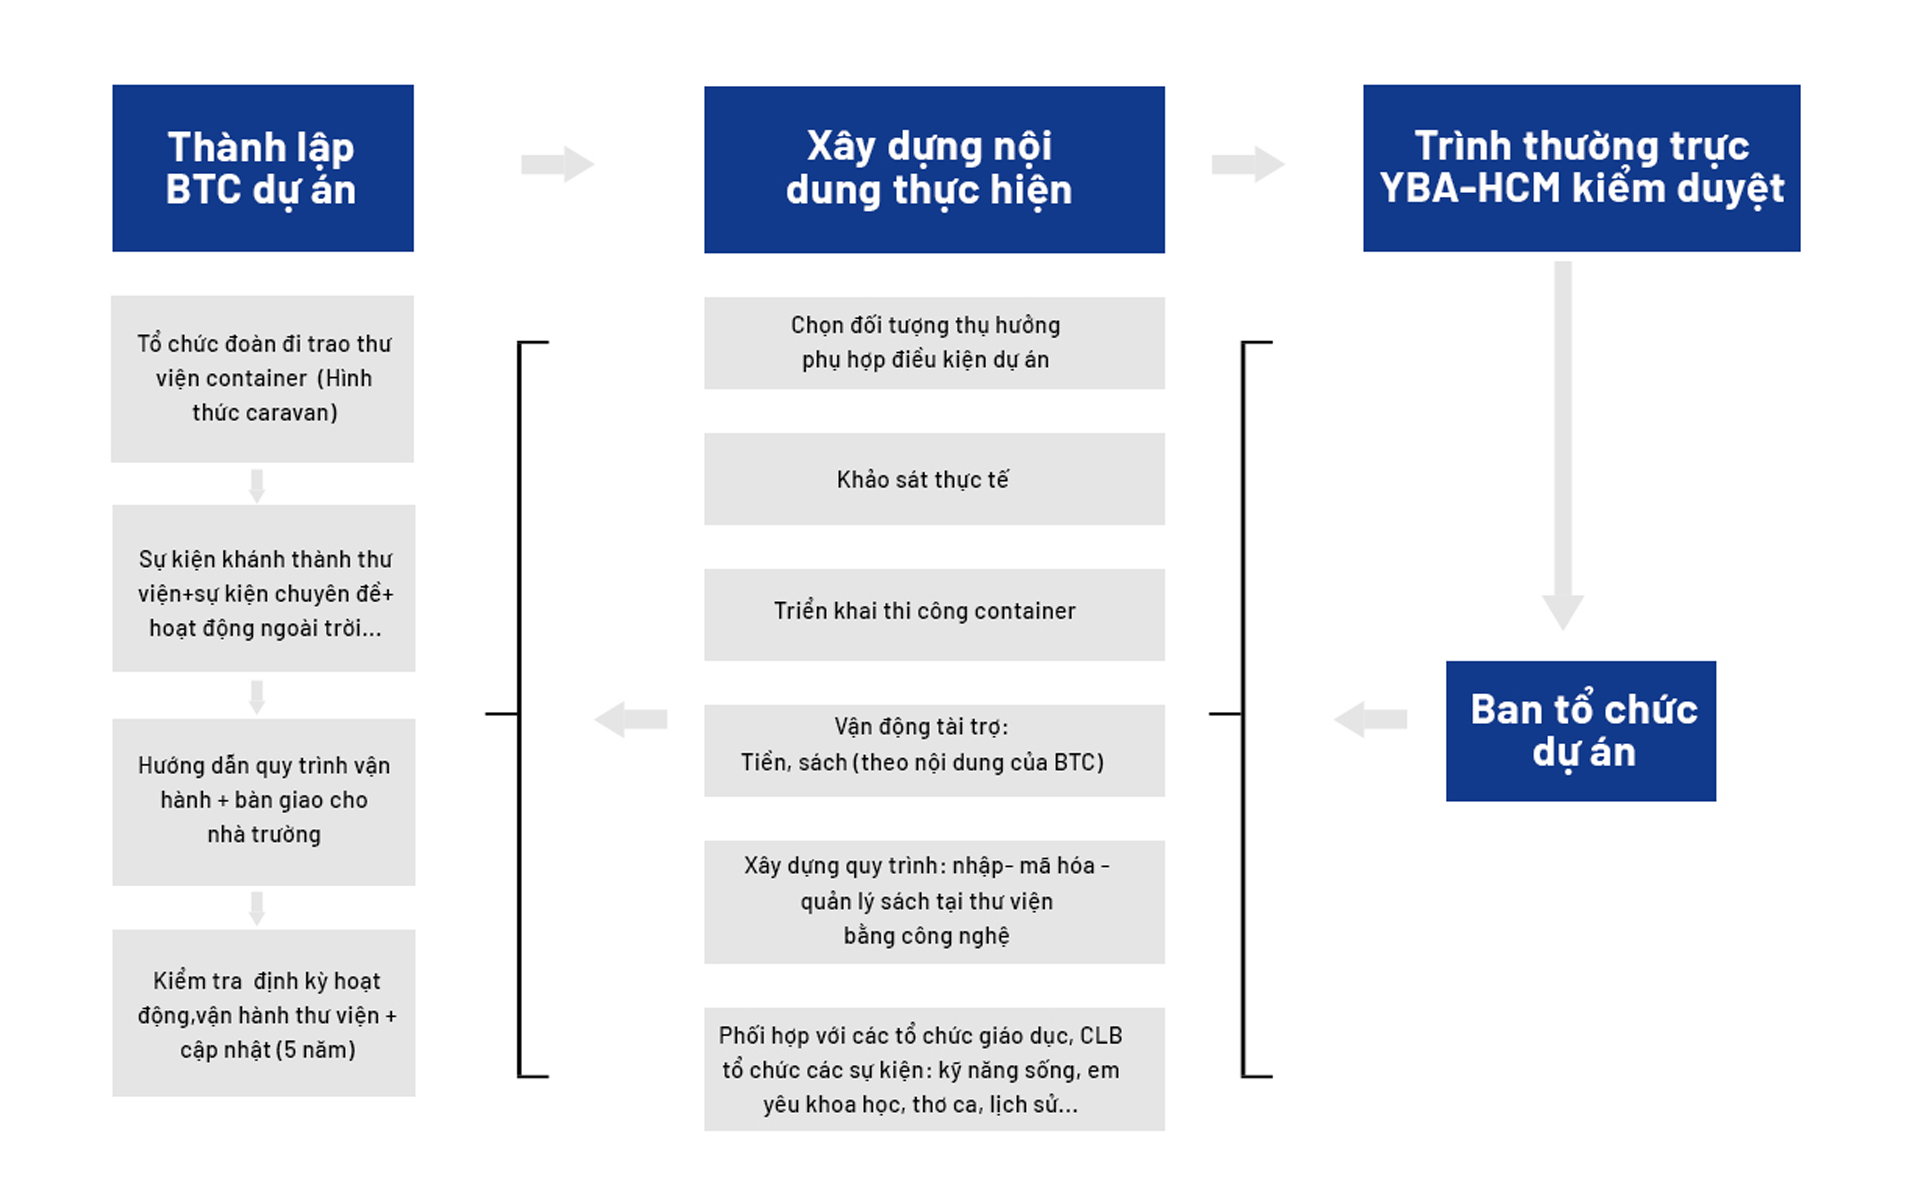 Thành lập
BTC dự án
Xây dựng nội
dung thực hiện
Trình thường trực
YBA-HCM kiểm duyệt
Tổ chức đoàn đi trao thư
viện container (Hình
thức caravan)
Sự kiện khánh thành thư
viện+sự kiện chuyên đề+
hoạt động ngoài trời...
Hướng dẫn quy trình vận
hành + bàn giao cho
nhà trường
Kiểm tra định kỳ hoạt
động,vận hành thư viện +
cập nhật (5 năm)
Chọn đối tượng thụ hưởng
phụ hợp điều kiện dự án
Khảo sát thực tế
Triển khai thi công container
Vận động tài trợ:
Tiền, sách (theo nội dung của BTC)
Xây dựng quy trình: nhập- mã hóa -
quản lý sách tại thư viện
bằng công nghệ
Phối hợp với các tổ chức giáo dục, CLB
tổ chức các sự kiện: kỹ năng sống, em
yêu khoa học, thơ ca, lịch sử...
Ban tổ chức
dự án